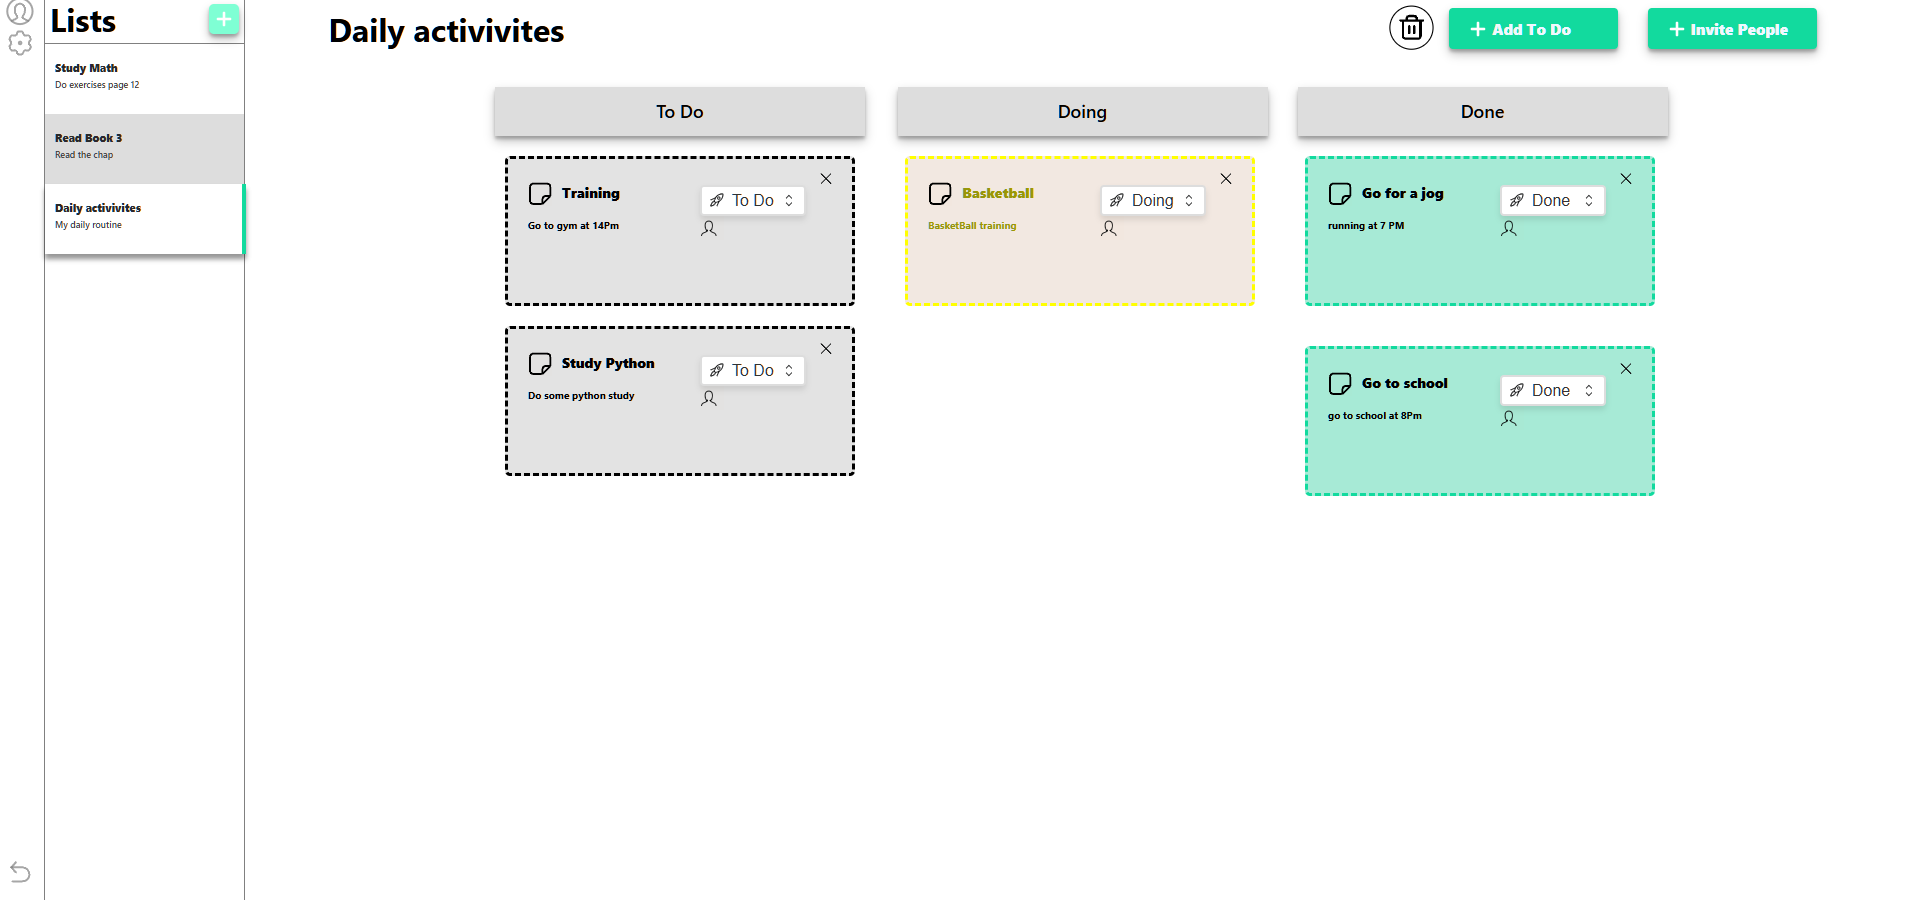 Lists
Study Math
Do exercises page 12
Read Book 3
Read the chap
Daily activivites
My daily routine
Daily activivites
Add To Do
Invite People
To Do
Doing
Done
Training
To Do
Go to gym at 14Pm
Study Python
To Do
Do some python study
Basketball
Doing
BasketBall training
Go for a jog
Done
running at 7 PM
Go to school
Done
go to school at 8Pm